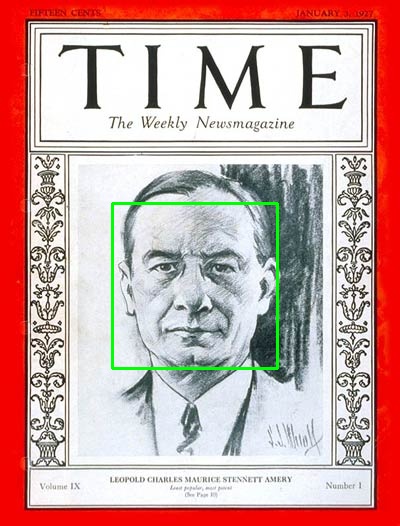 FIFTEEN CENTS JANUARY 3, 1927
TIME
The Weekly Newsmagazine
LEOPOLD CHARLES MAURICE STENNETT AMERY
Least popular, most potent
(See Page 10)
Volume IX Number 1